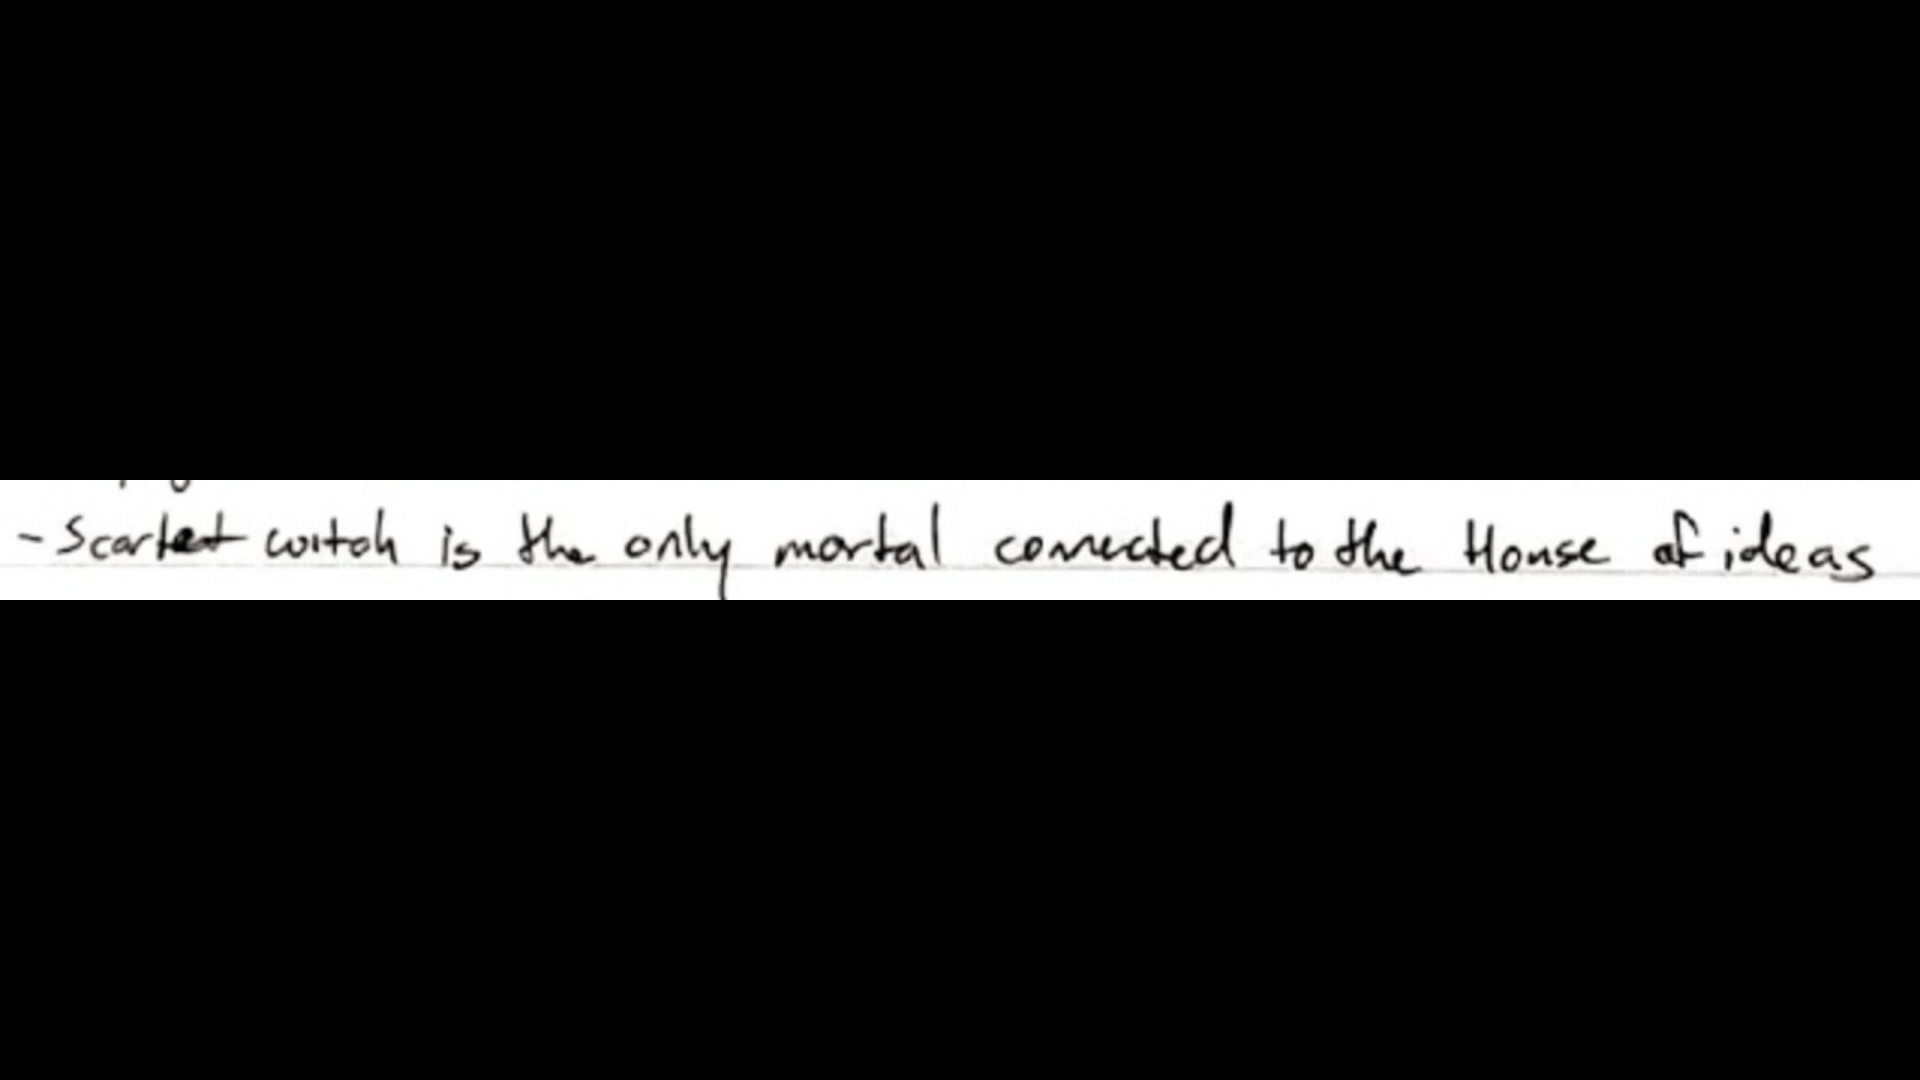 - Scarlet witch is the only mortal connected to the House of ideas